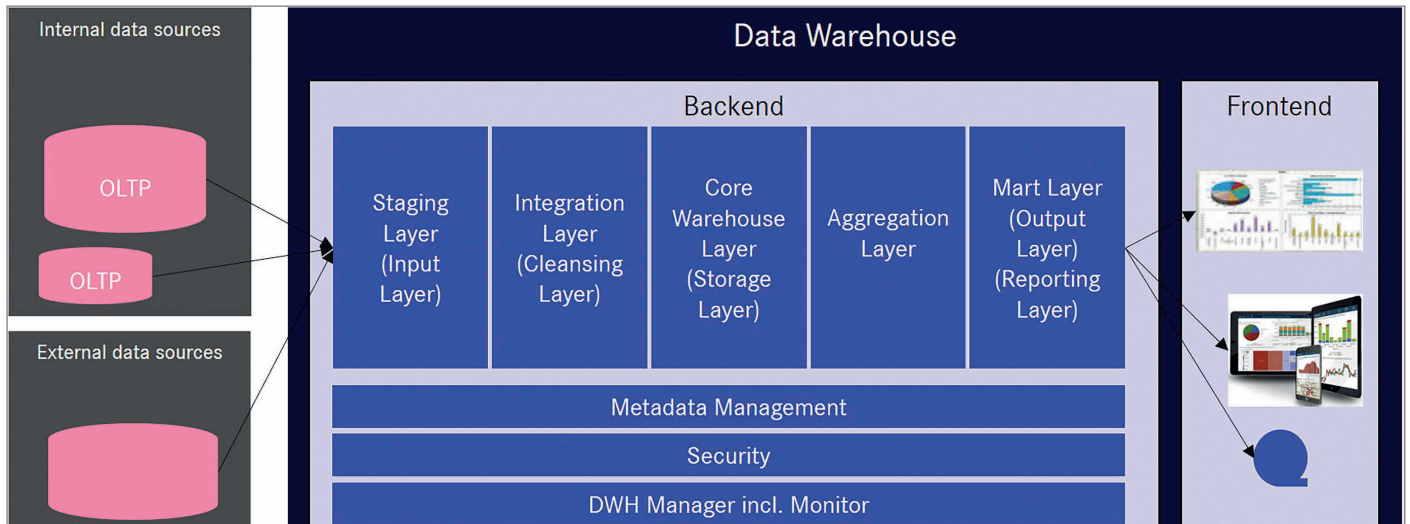 Internal data sources
OLTP
OLTP
External data sources
Data Warehouse
Backend
Staging
Layer
(Input
Layer)
Integration
Layer
(Cleansing
Layer)
Core
Warehouse
Layer
(Storage
Layer)
Aggregation
Layer
Mart Layer
(Output
Layer)
(Reporting
Layer)
Metadata Management
Security
DWH Manager incl. Monitor
Frontend